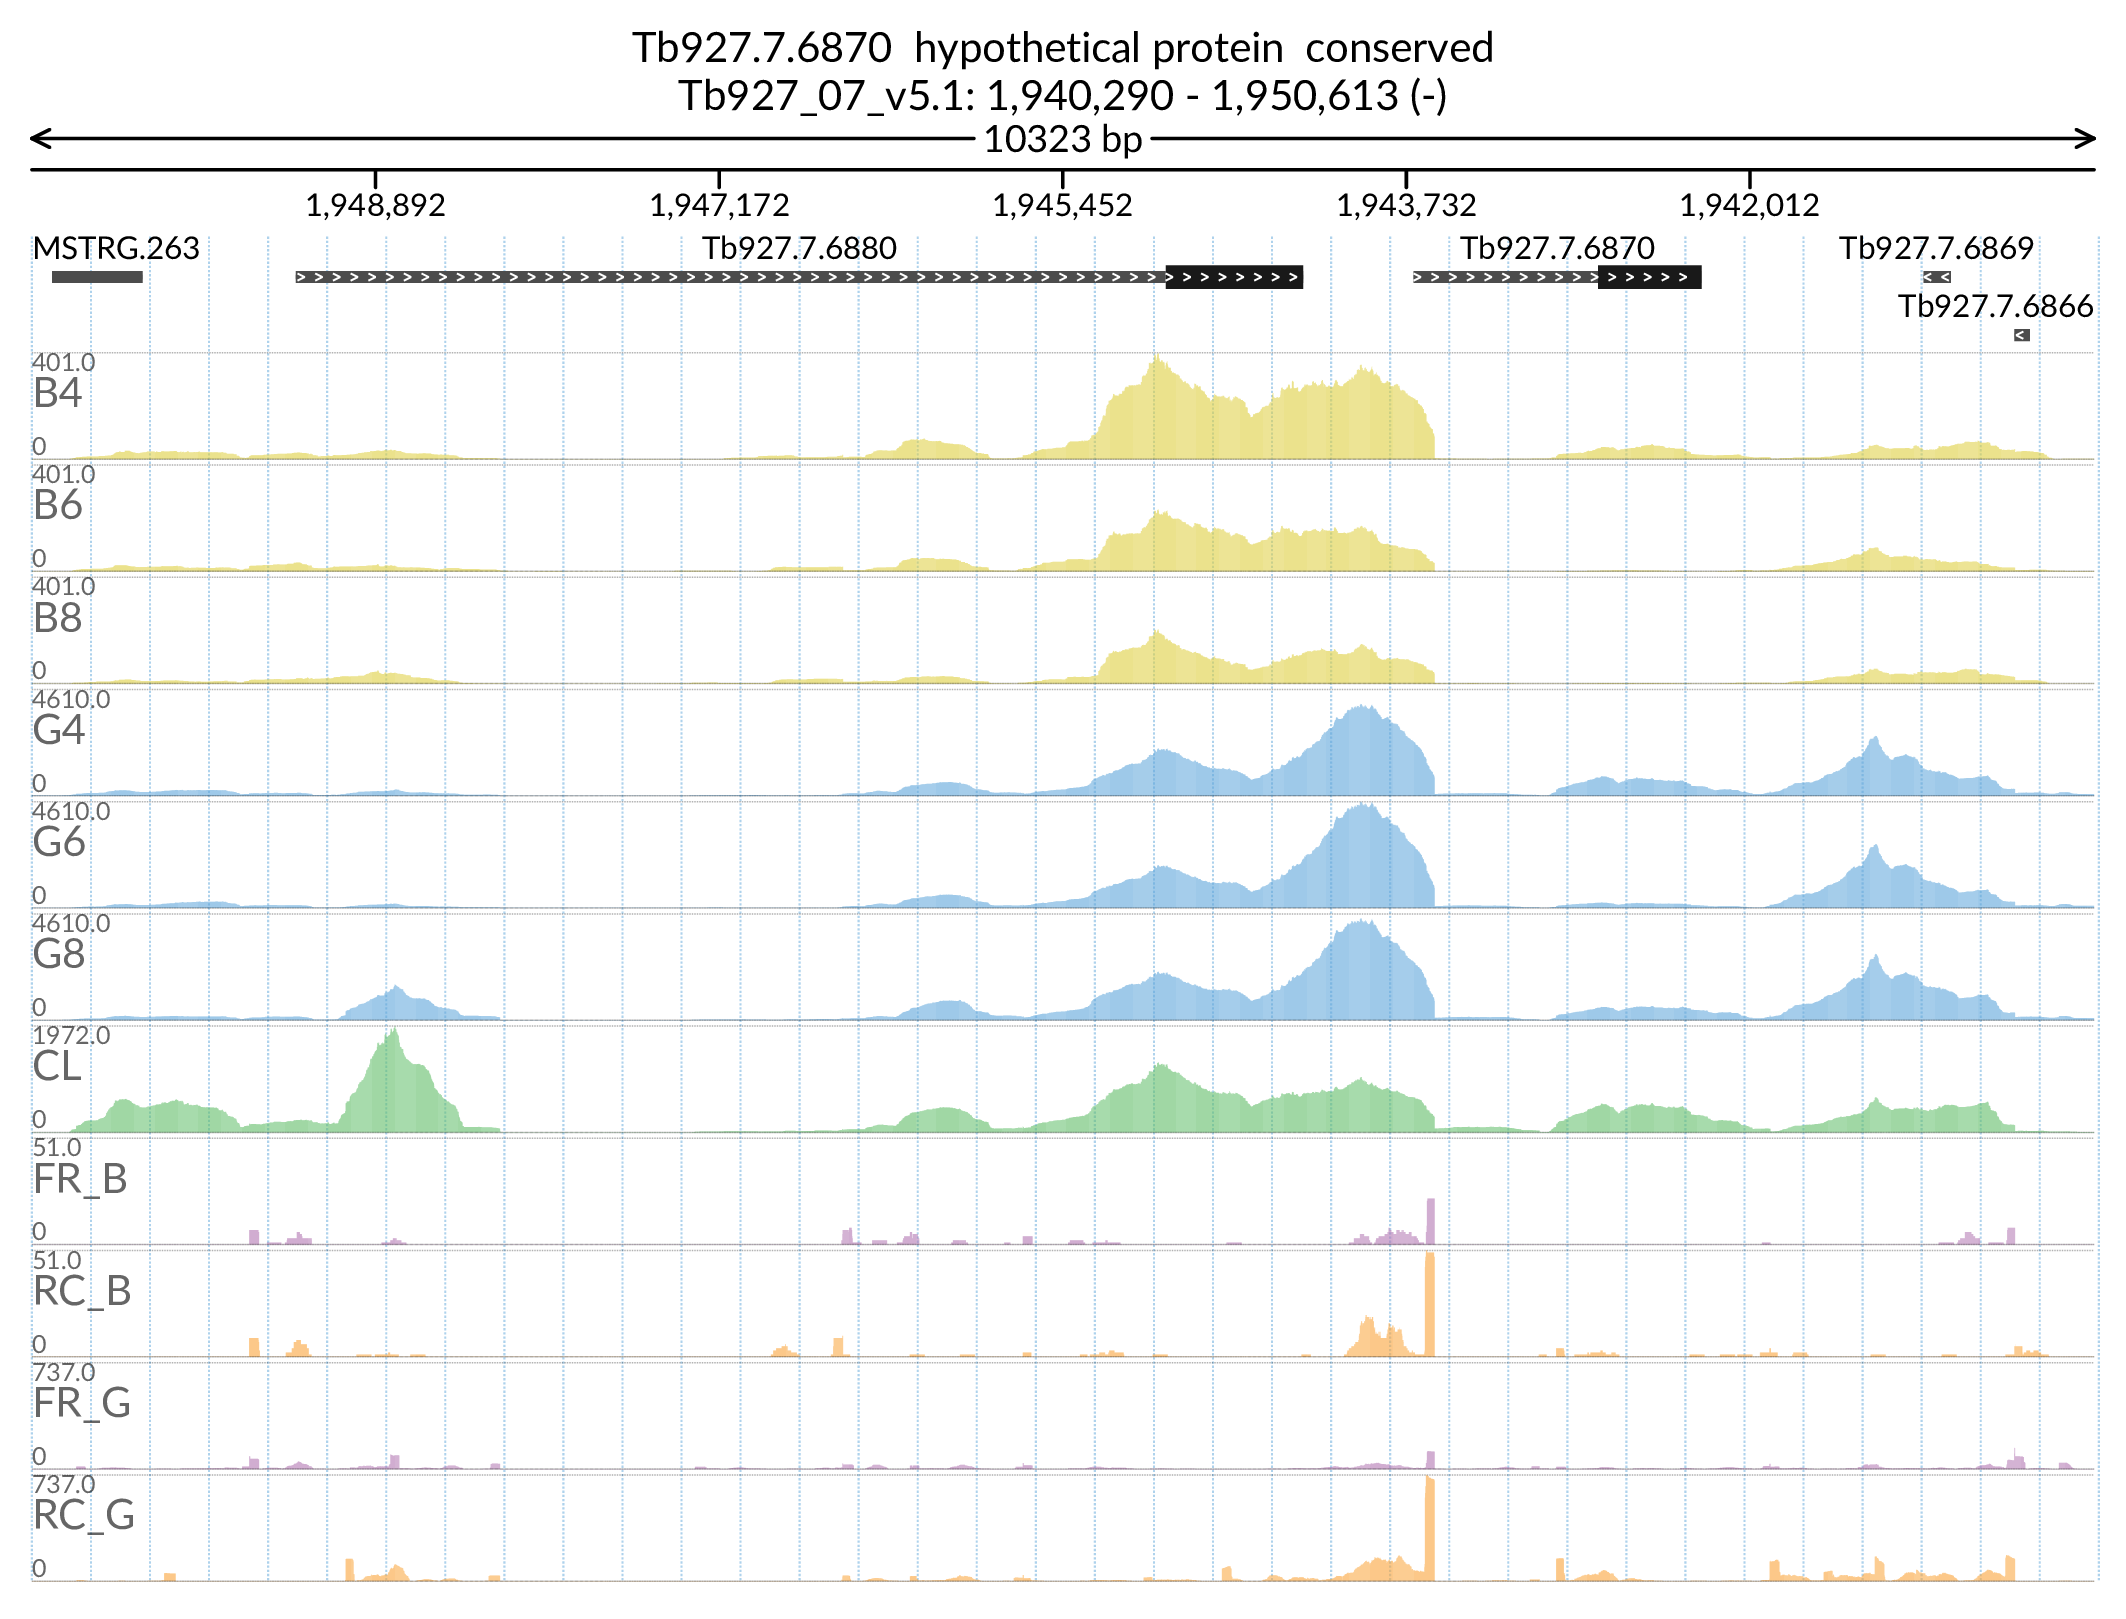 Tb927.7.6870  hypothetical protein  conserved
Tb927_07_v5.1: 1,940,290 - 1,950,613 (-)
10323 bp
1,948,892 1,947,172 1,945,452 1,943,732 1,942,012
MSTRG.263 Tb927.7.6880 Tb927.7.6870 Tb927.7.6869
Tb927.7.6866
401.0
B4
0
401.0
B6
0
401.0
B8
0
4610.0
G4
0
4610.0
G6
0
4610.0
G8
0
1972.0
CL
0
51.0
FR_B
0
51.0
RC_B
0
737.0
FR_G
0
737.0
RC_G
0